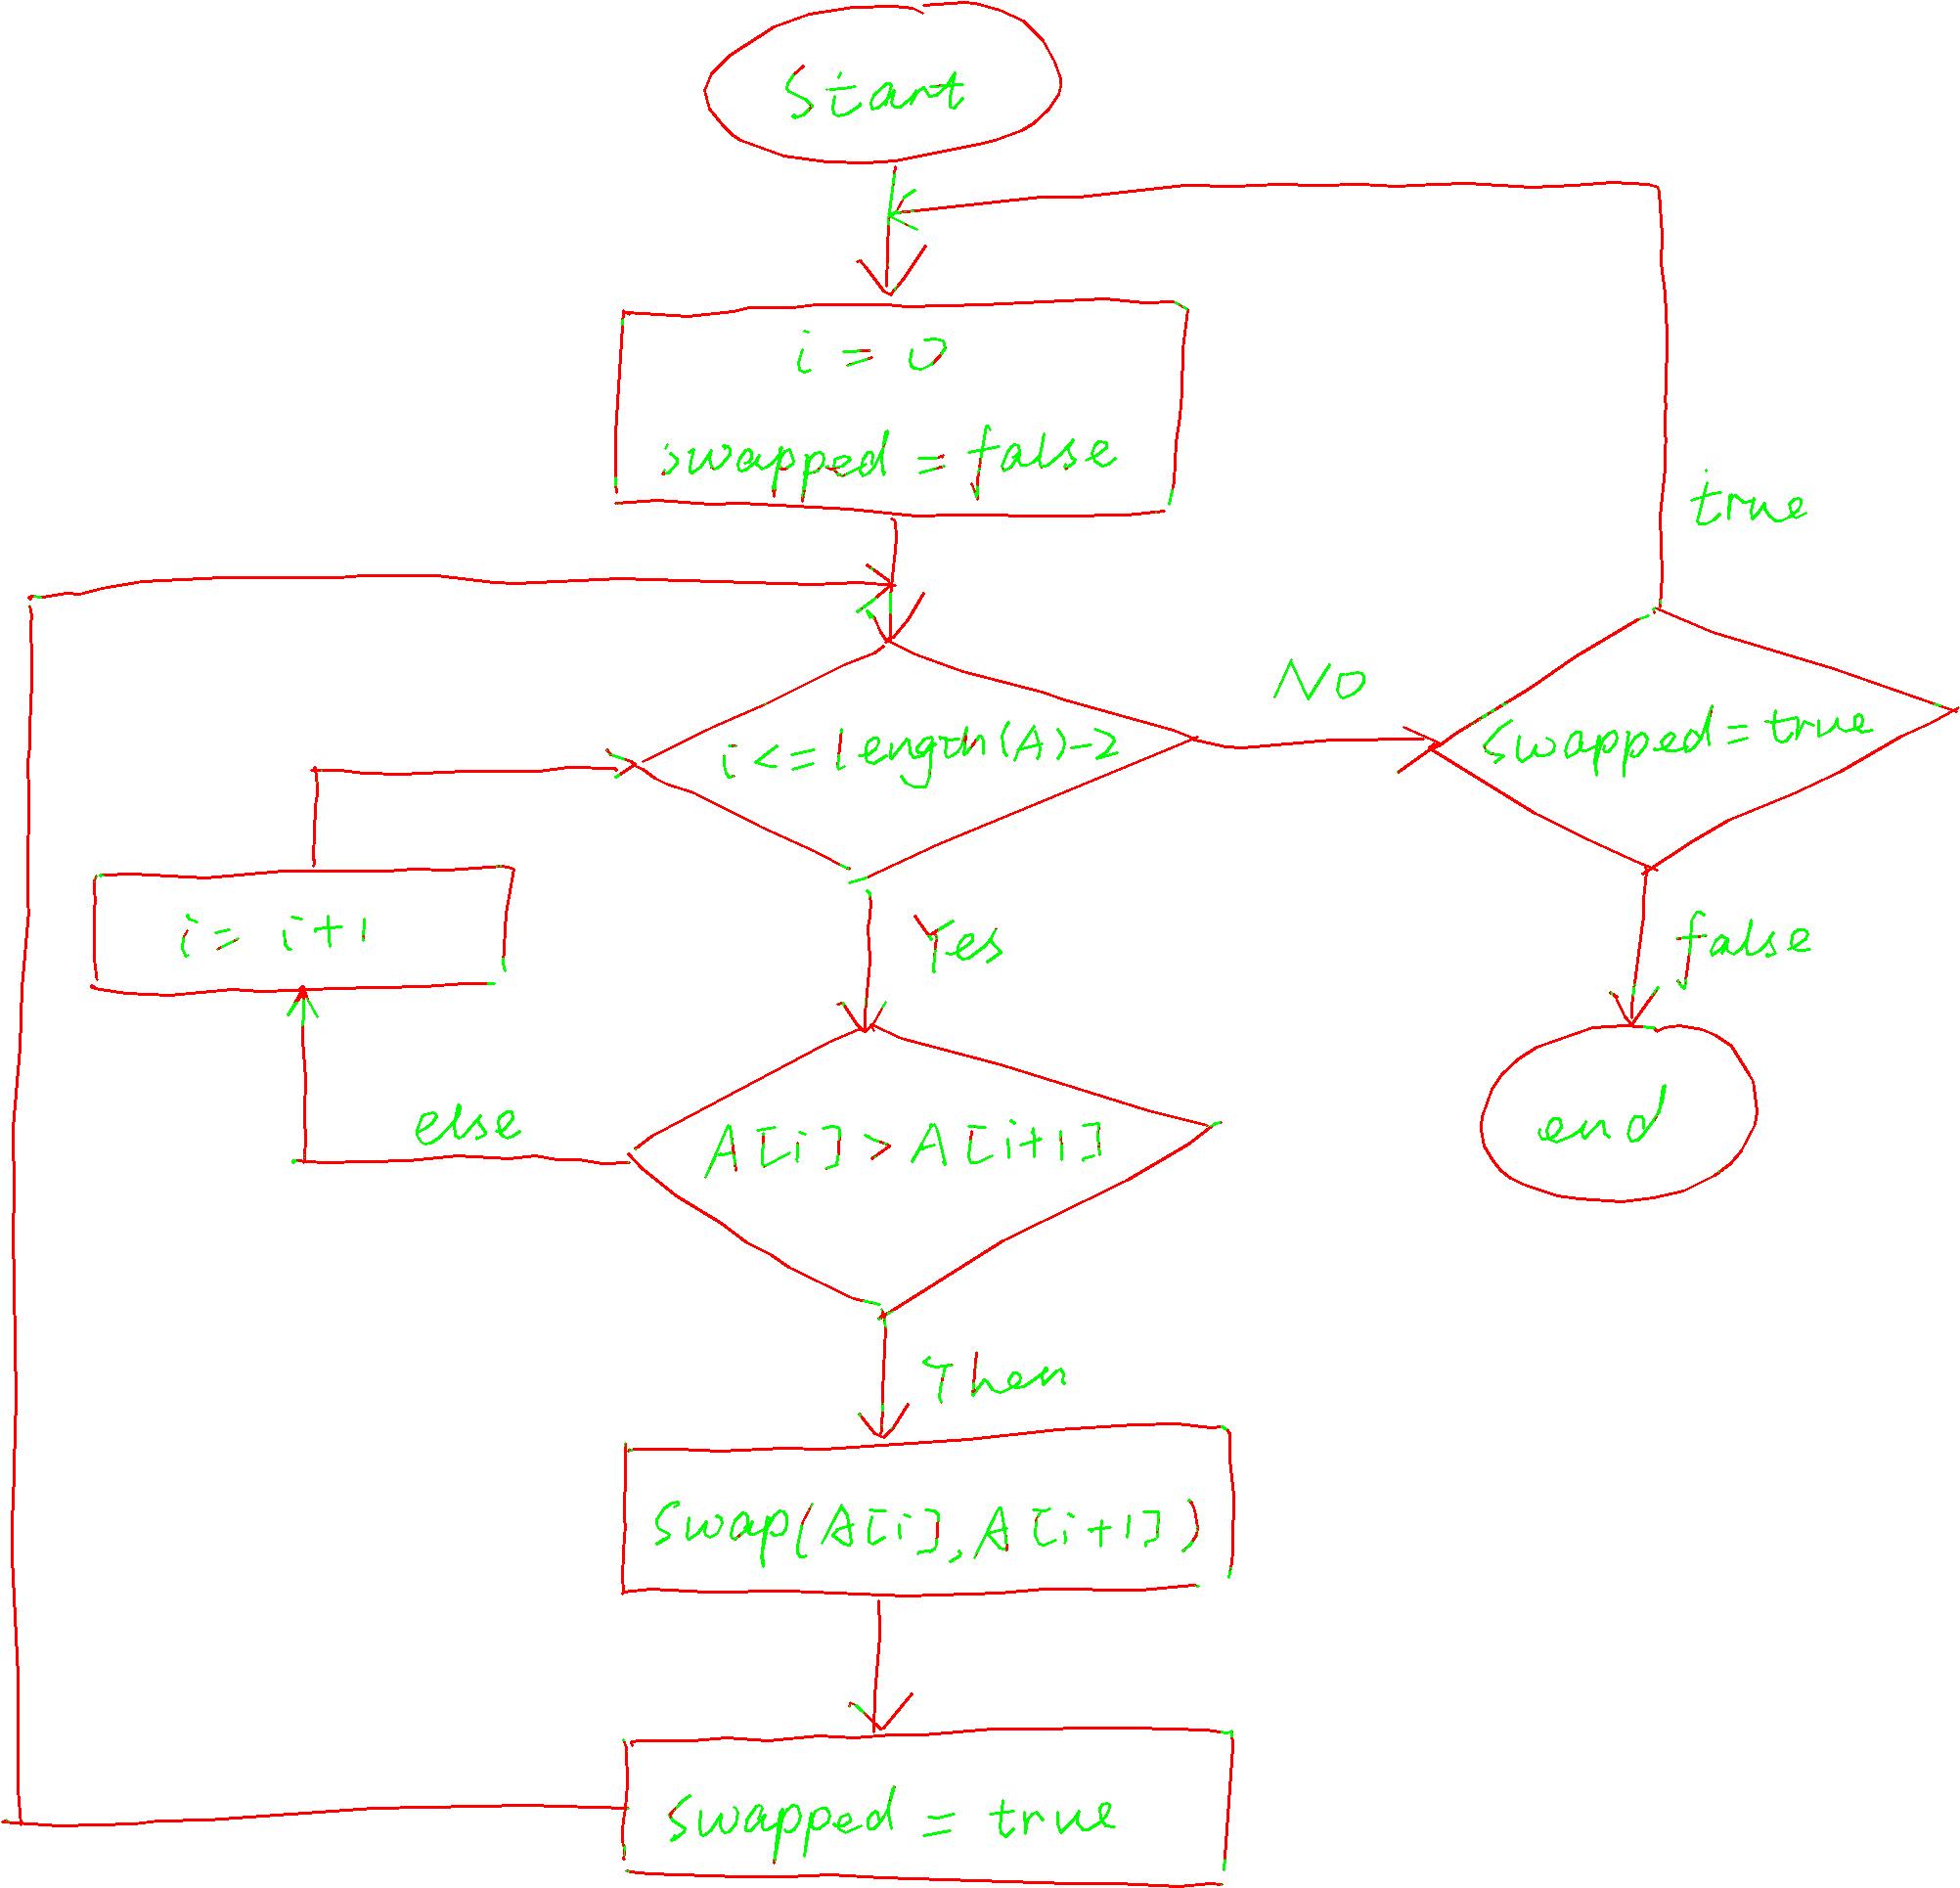 Start
i = 0
swapped = false
true
i <= length(A)-2
No
swapped = true
i = i+1
Yes
false
else
A[i] > A[i+1]
end
Then
swap(A[i], A[i+1])
swapped = true